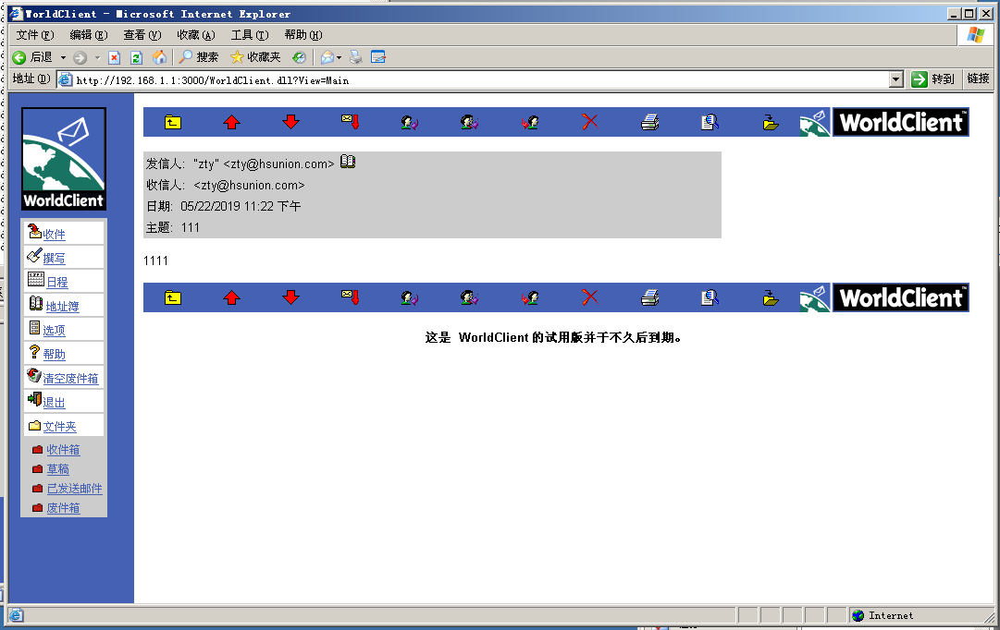 WorldClient - Microsoft Internet Explorer
文件(F) 编辑(E) 查看(V) 收藏(A) 工具(T) 帮助(H)
后退 搜索 收藏夹
地址(D) http://192.168.1.1:3000/WorldClient.dll?View=Main 转到 链接
WorldClient
WorldClient™
发信人: "zty" <zty@hsunion.com>
收信人: <zty@hsunion.com>
日期: 05/22/2019 11:22 下午
主题: 111
1111
WorldClient™
这是 WorldClient 的试用版并于不久后到期。
收件
撰写
日程
地址簿
选项
帮助
清空废件箱
退出
文件夹
收件箱
草稿
已发送邮件
废件箱
Internet